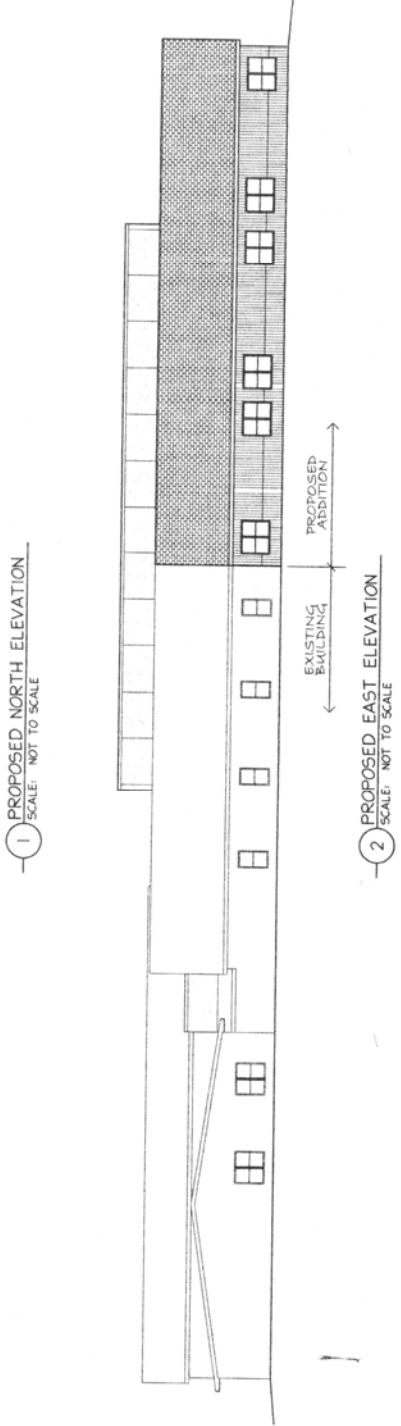 1
PROPOSED NORTH ELEVATION
SCALE: NOT TO SCALE
EXISTING
BUILDING
PROPOSED
ADDITION
2
PROPOSED EAST ELEVATION
SCALE: NOT TO SCALE